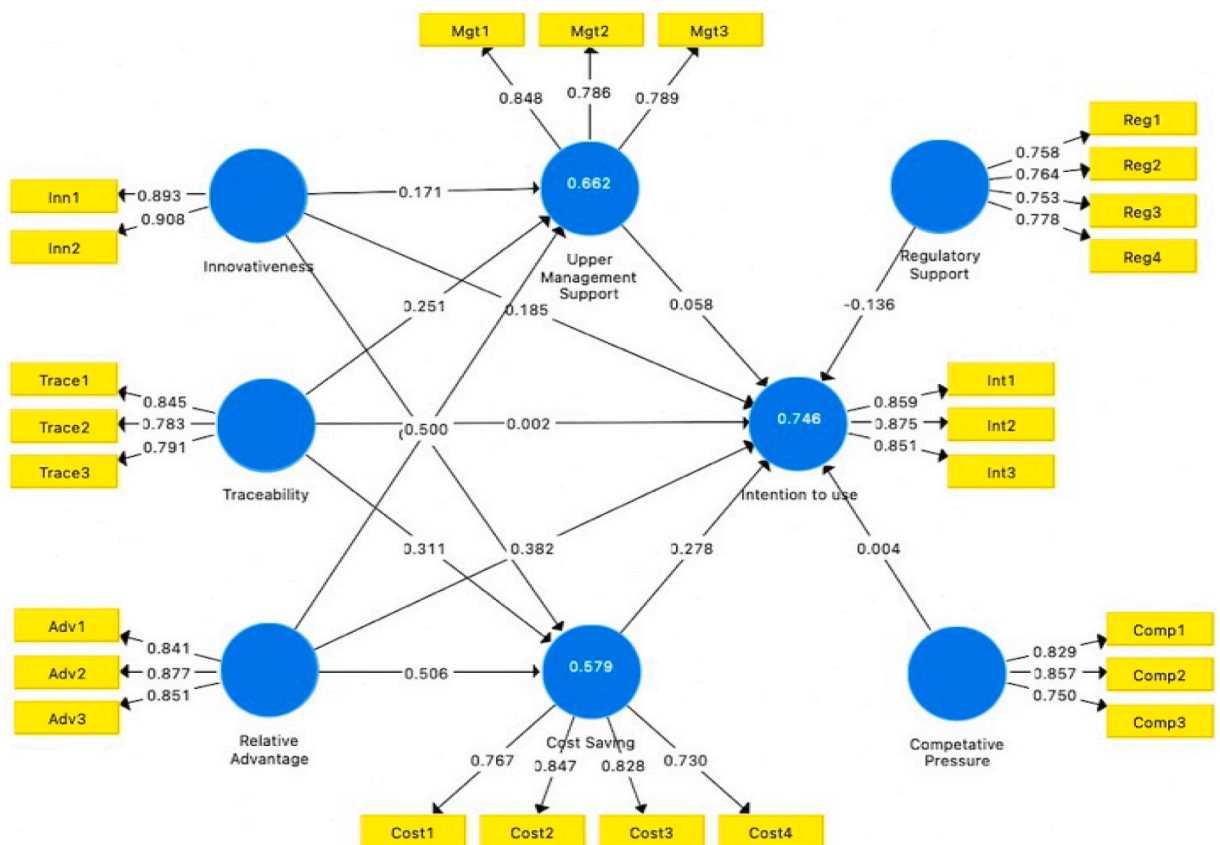 Mgt1
Mgt2
Mgt3
0.848
0.786
0.789
Reg1
Reg2
Reg3
Reg4
0.758
0.764
0.753
0.778
Inn1
Inn2
0.893
0.908
Innovativeness
0.171
0.662
Upper
Management
Support
Regulatory
Support
0.251
0.185
0.058
-0.136
Trace1
Trace2
Trace3
0.845
0.783
0.791
Traceability
0.500
0.002
0.746
Intention to use
0.859
0.875
0.851
Int1
Int2
Int3
0.311
0.382
0.278
0.004
Adv1
Adv2
Adv3
0.841
0.877
0.851
Relative
Advantage
0.506
0.579
Cost Saving
Competative
Pressure
0.829
0.857
0.750
Comp1
Comp2
Comp3
0.767
0.847
0.828
0.730
Cost1
Cost2
Cost3
Cost4